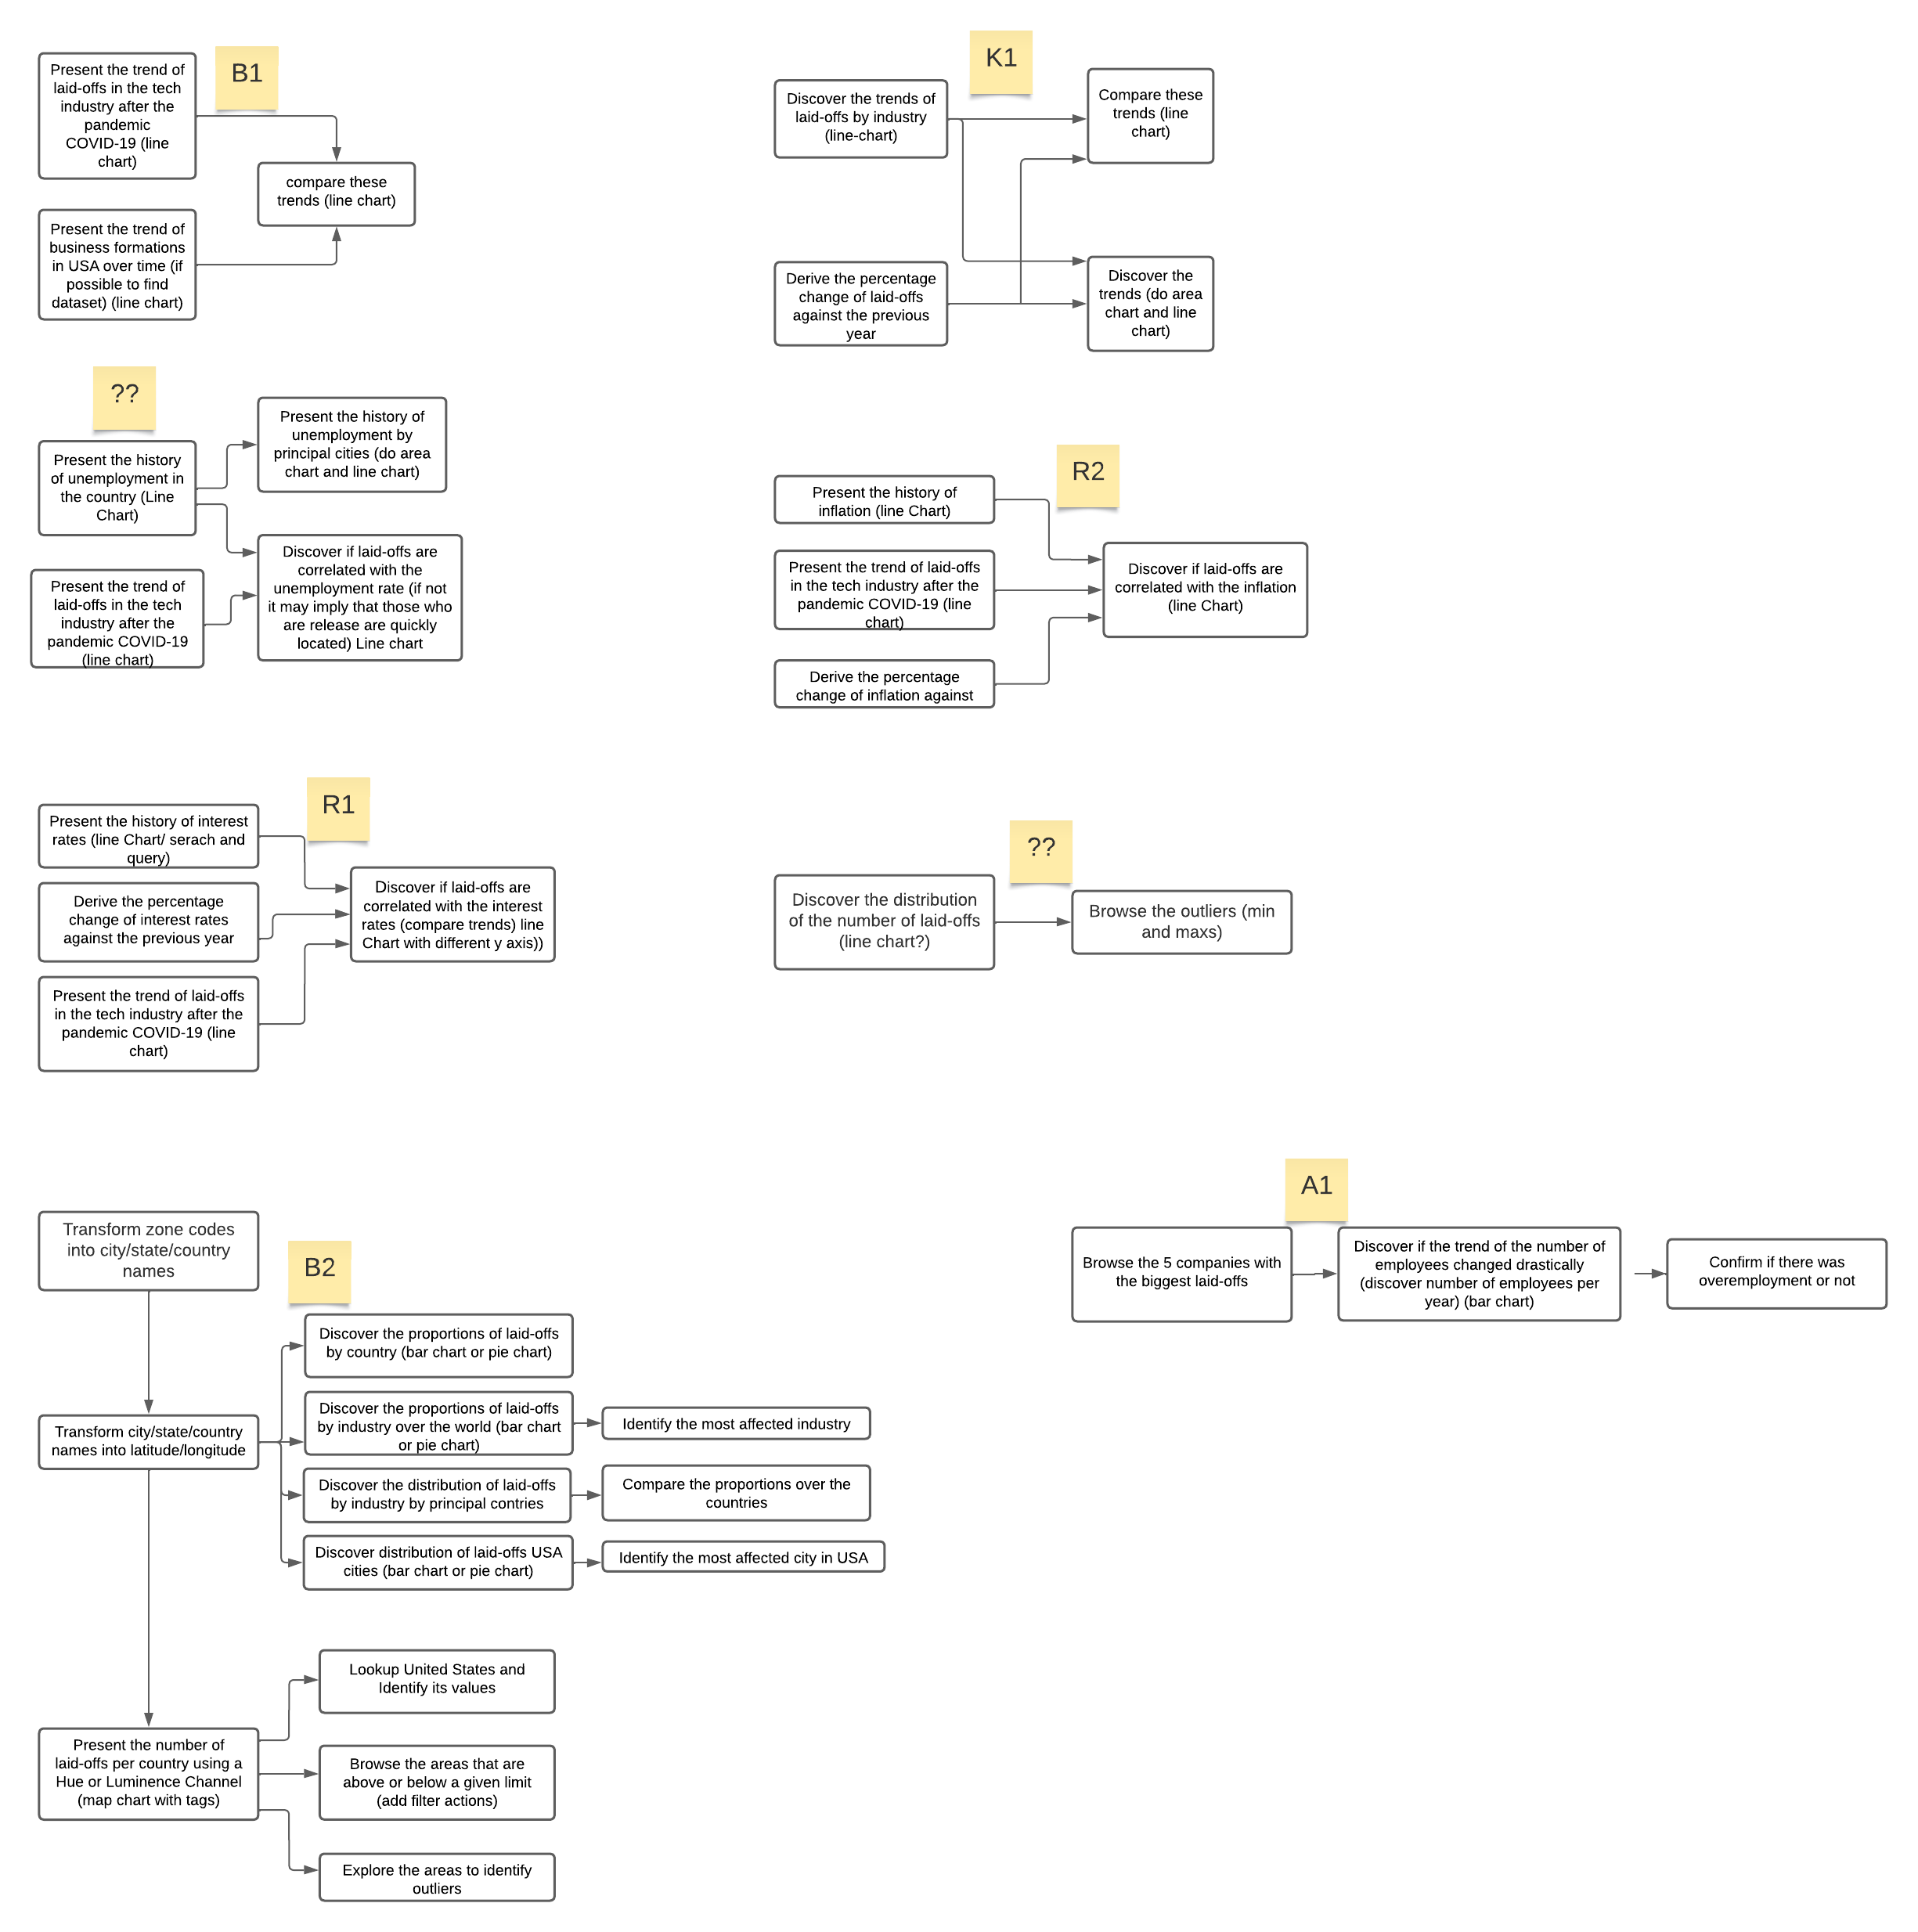 B1
Present the trend of
laid-offs in the tech
industry after the
pandemic
COVID-19 (line
chart)
compare these
trends (line chart)
Present the trend of
business formations
in USA over time (if
possible to find
dataset) (line chart)
K1
Discover the trends of
laid-offs by industry
(line-chart)
Compare these
trends (line
chart)
Derive the percentage
change of laid-offs
against the previous
year
Discover the
trends (do area
chart and line
chart)
??
Present the history
of unemployment in
the country (Line
Chart)
Present the history of
unemployment by
principal cities (do area
chart and line chart)
Present the trend of
laid-offs in the tech
industry after the
pandemic COVID-19
(line chart)
Discover if laid-offs are
correlated with the
unemployment rate (if not
it may imply that those who
are release are quickly
located) Line chart
R2
Present the history of
inflation (line Chart)
Present the trend of laid-offs
in the tech industry after the
pandemic COVID-19 (line
chart)
Derive the percentage
change of inflation against
Discover if laid-offs are
correlated with the inflation
(line Chart)
R1
Present the history of interest
rates (line Chart/ serach and
query)
Derive the percentage
change of interest rates
against the previous year
Present the trend of laid-offs
in the tech industry after the
pandemic COVID-19 (line
chart)
Discover if laid-offs are
correlated with the interest
rates (compare trends) line
Chart with different y axis))
??
Discover the distribution
of the number of laid-offs
(line chart?)
Browse the outliers (min
and maxs)
A1
Browse the 5 companies with
the biggest laid-offs
Discover if the trend of the number of
employees changed drastically
(discover number of employees per
year) (bar chart)
Confirm if there was
overemployment or not
Transform zone codes
into city/state/country
names
B2
Transform city/state/country
names into latitude/longitude
Discover the proportions of laid-offs
by country (bar chart or pie chart)
Discover the proportions of laid-offs
by industry over the world (bar chart
or pie chart)
Identify the most affected industry
Discover the distribution of laid-offs
by industry by principal contries
Compare the proportions over the
countries
Discover distribution of laid-offs USA
cities (bar chart or pie chart)
Identify the most affected city in USA
Present the number of
laid-offs per country using a
Hue or Luminence Channel
(map chart with tags)
Lookup United States and
Identify its values
Browse the areas that are
above or below a given limit
(add filter actions)
Explore the areas to identify
outliers